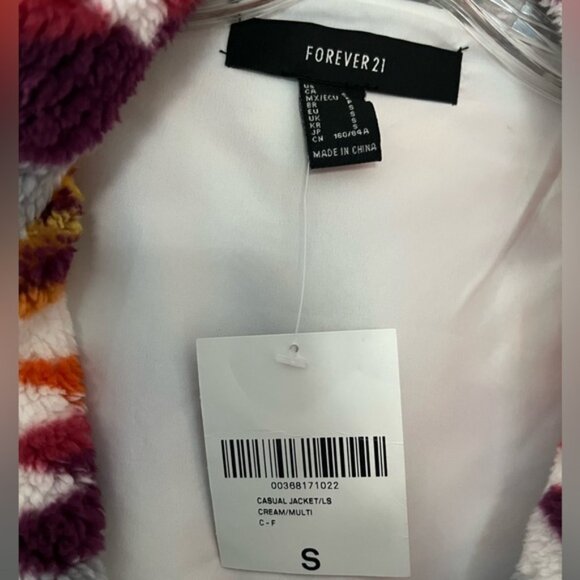 FOREVER 21
US S
CA S
MX/ECU
BR
EU S
UK S
KR S
JP S
CN 160/84A
MADE IN CHINA
00368171022
CASUAL JACKET/LS
CREAM/MULTI
C - F
S